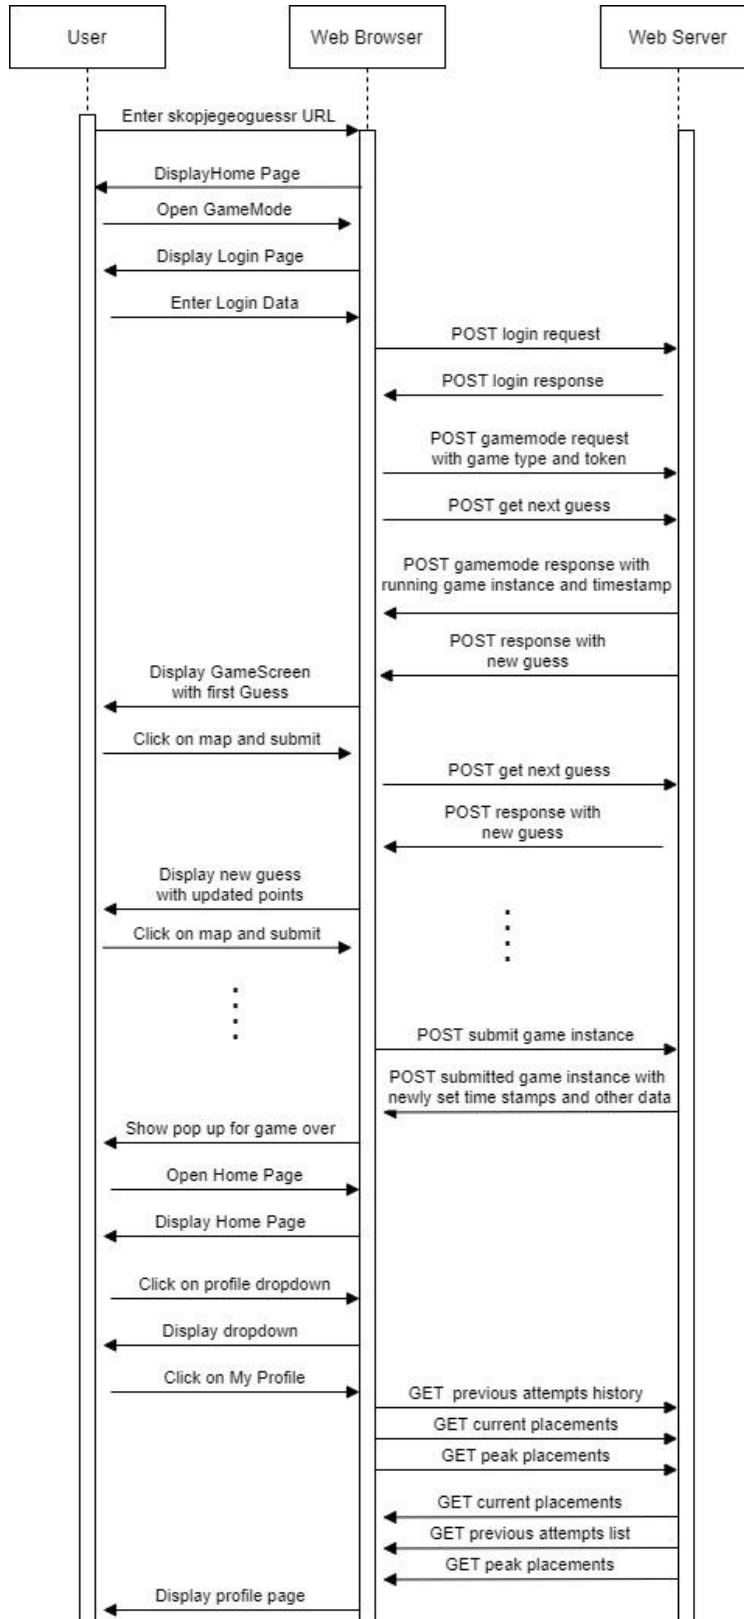 User
Web Browser
Web Server
Enter skopjegeoguessr URL
DisplayHome Page
Open GameMode
Display Login Page
Enter Login Data
POST login request
POST login response
POST gamemode request
with game type and token
POST get next guess
POST gamemode response with
running game instance and timestamp
POST response with
new guess
Display GameScreen
with first Guess
Click on map and submit
POST get next guess
POST response with
new guess
Display new guess
with updated points
Click on map and submit
POST submit game instance
POST submitted game instance with
newly set time stamps and other data
Show pop up for game over
Open Home Page
Display Home Page
Click on profile dropdown
Display dropdown
Click on My Profile
GET previous attempts history
GET current placements
GET peak placements
GET current placements
GET previous attempts list
GET peak placements
Display profile page